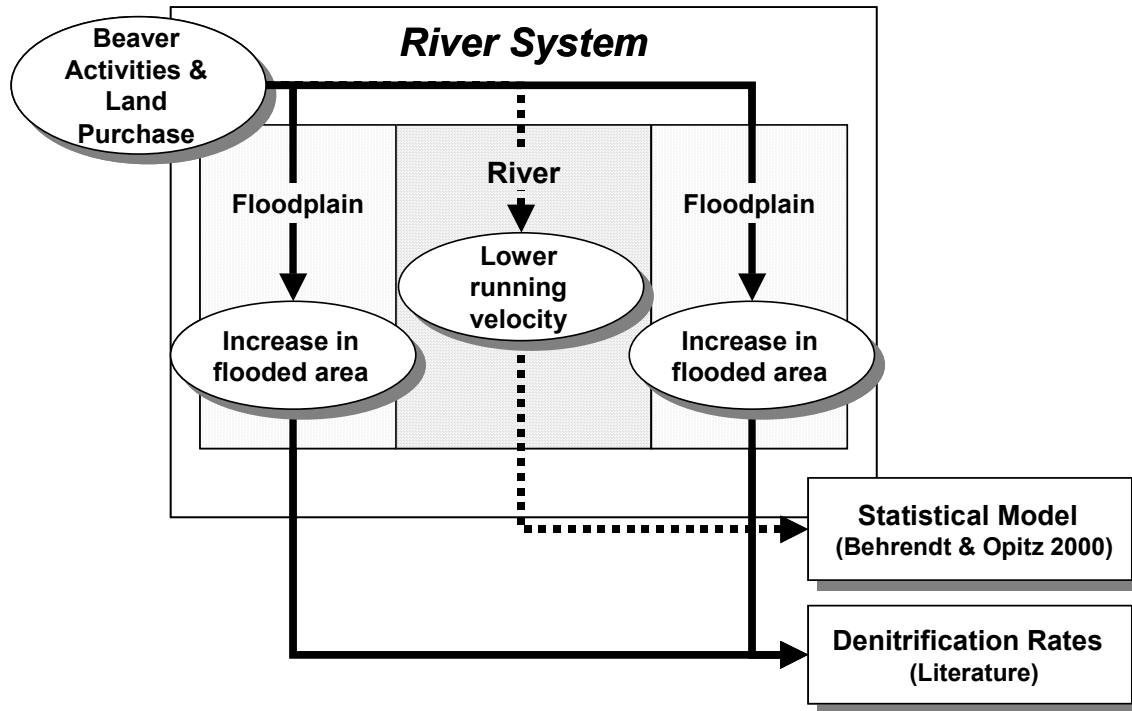 Beaver
Activities &
Land
Purchase
River System
Floodplain
River
Floodplain
Lower
running
velocity
Increase in
flooded area
Increase in
flooded area
Statistical Model
(Behrendt & Opitz 2000)
Denitrification Rates
(Literature)